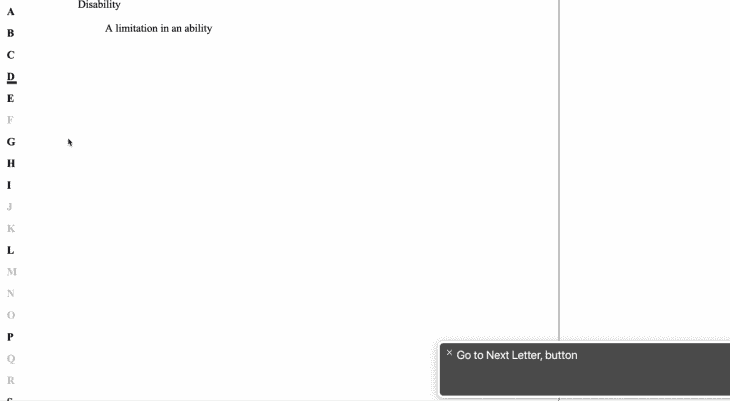 Disability
A limitation in an ability
A
B
C
D
E
F
G
H
I
J
K
L
M
N
O
P
Q
R
× Go to Next Letter, button